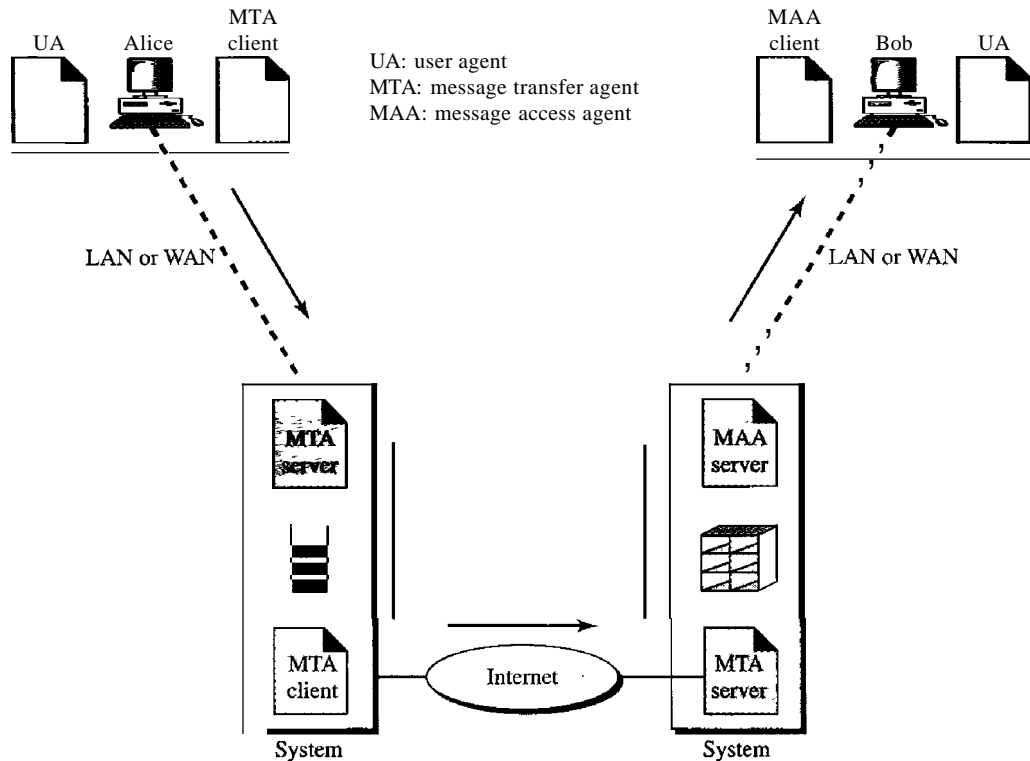 UA
Alice
MTA
client
UA: user agent
MTA: message transfer agent
MAA: message access agent
MAA
client
Bob
UA
LAN or WAN
LAN or WAN
MTA
server
MAA
server
MTA
client
Internet
MTA
server
System
System